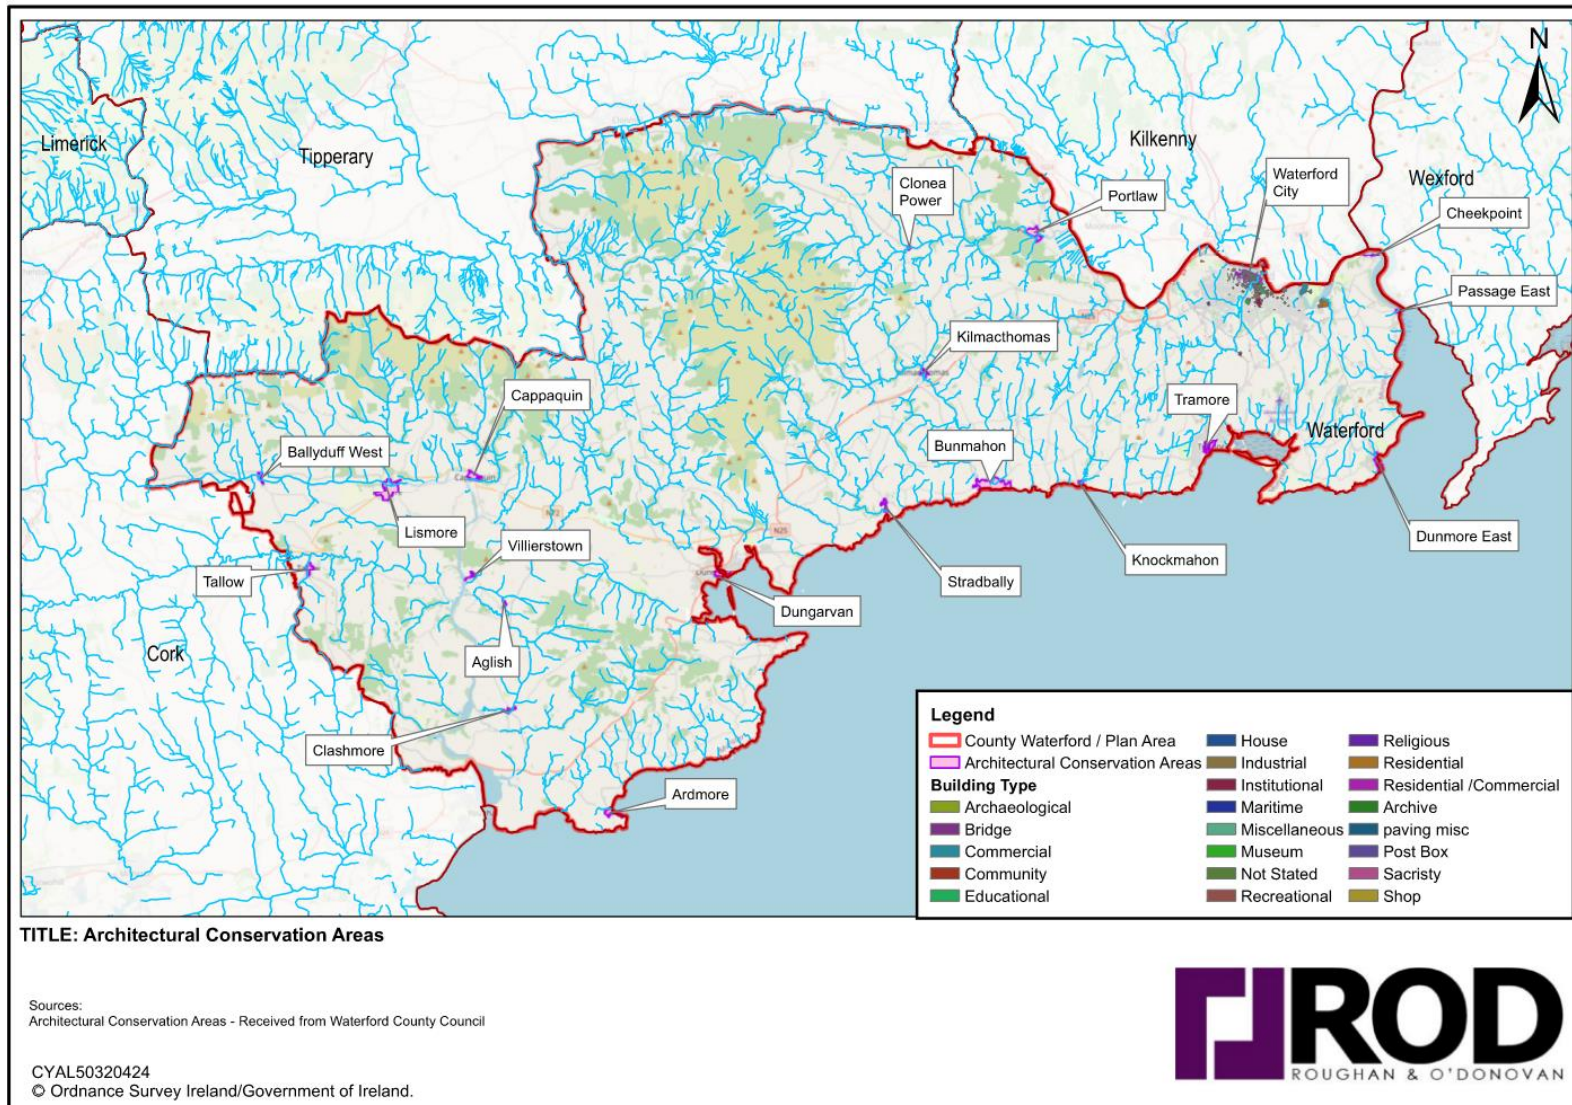 N
Limerick
Tipperary
Kilkenny
Wexford
Waterford
Cork
Clonea
Power
Portlaw
Waterford
City
Cheekpoint
Passage East
Kilmacthomas
Cappaquin
Tramore
Ballyduff West
Bunmahon
Lismore
Villierstown
Dunmore East
Tallow
Stradbally
Knockmahon
Dungarvan
Aglish
Clashmore
Ardmore
N72
N25
Legend
County Waterford / Plan Area
Architectural Conservation Areas
Building Type
Archaeological
Bridge
Commercial
Community
Educational
House
Industrial
Institutional
Maritime
Miscellaneous
Museum
Not Stated
Recreational
Religious
Residential
Residential /Commercial
Archive
paving misc
Post Box
Sacristy
Shop
TITLE: Architectural Conservation Areas
Sources:
Architectural Conservation Areas - Received from Waterford County Council
CYAL50320424
© Ordnance Survey Ireland/Government of Ireland.
ROD
ROUGHAN & O'DONOVAN